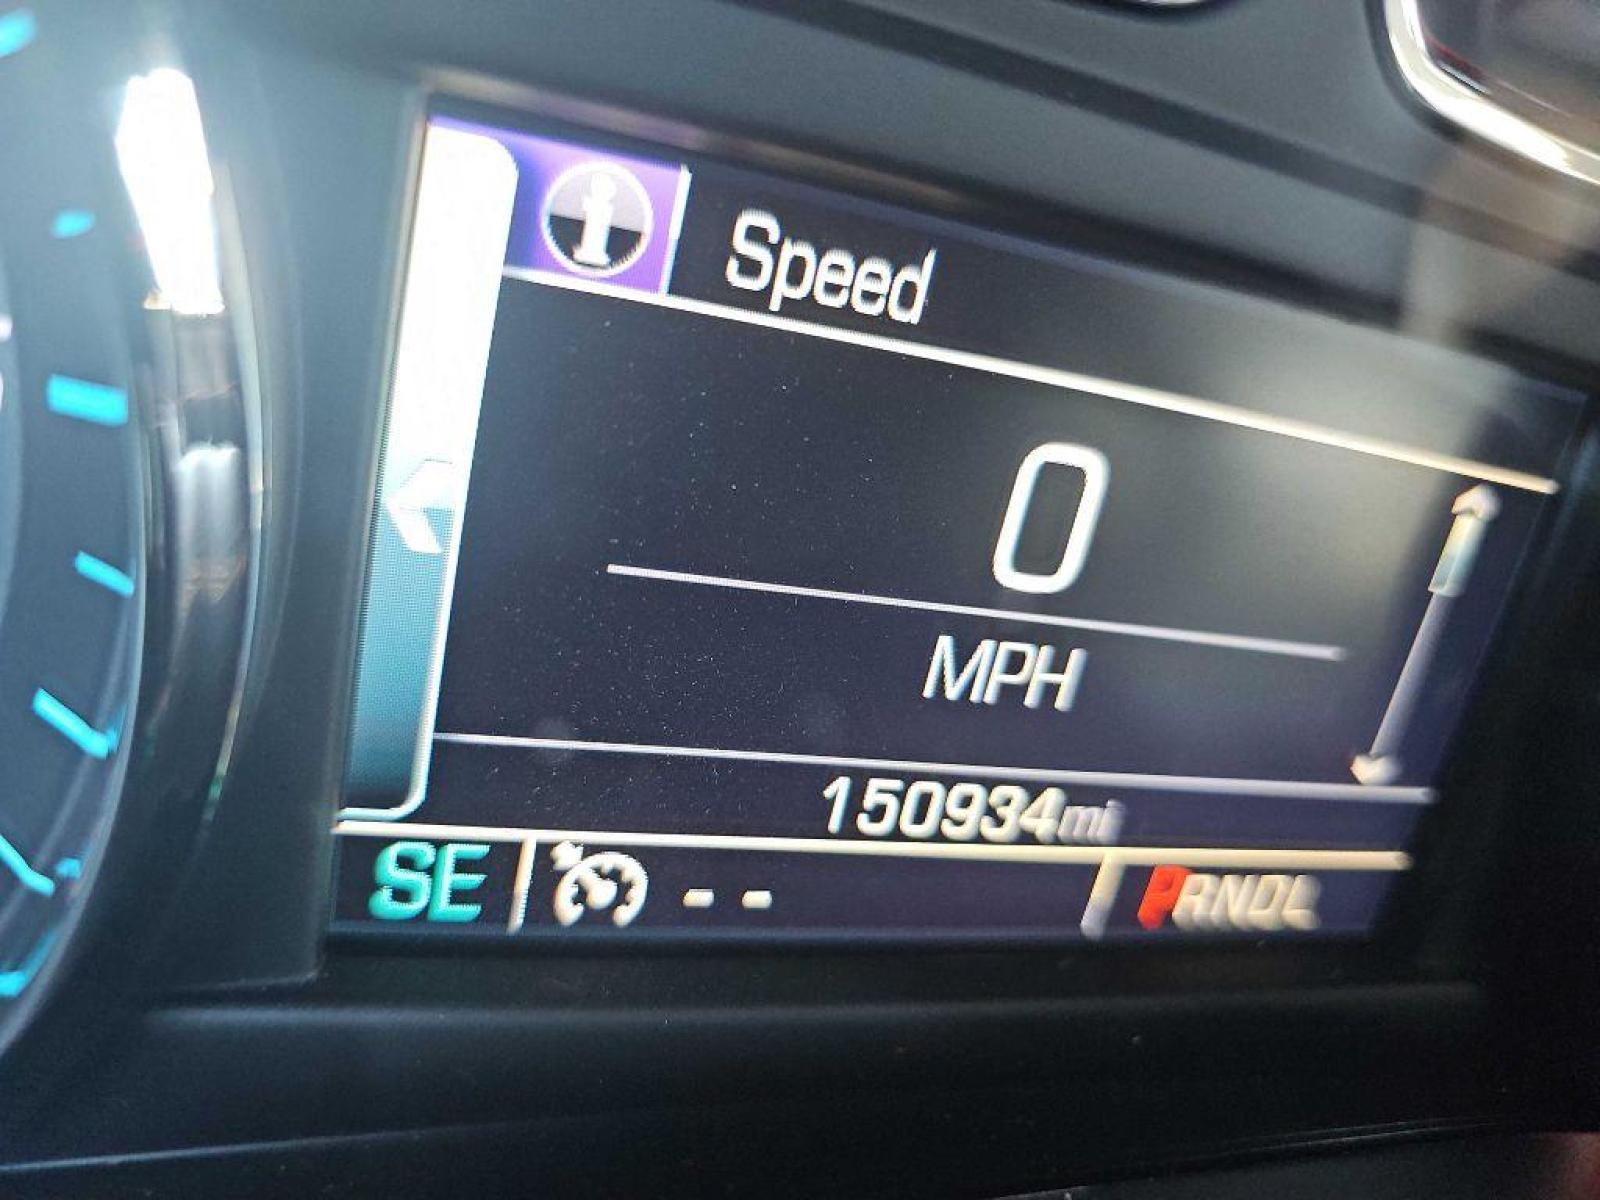 i Speed
0
MPH
150934mi
SE -- PRNDL